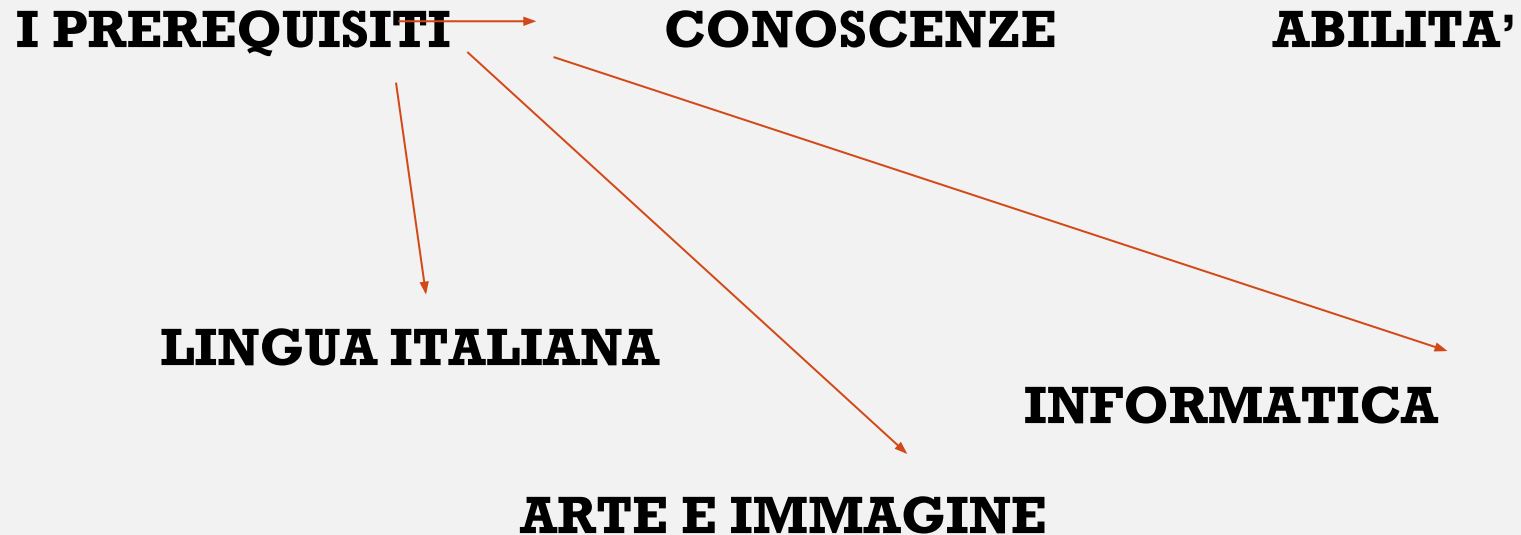 I PREREQUISITI CONOSCENZE ABILITA’
LINGUA ITALIANA
INFORMATICA
ARTE E IMMAGINE